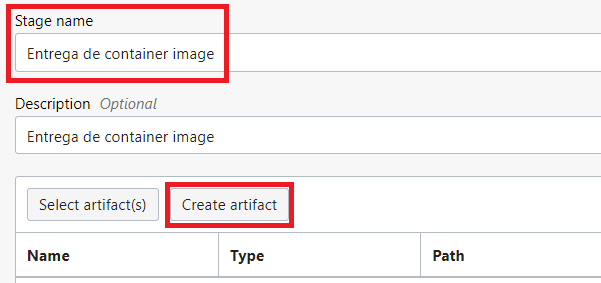 Stage name
Entrega de container image
Description Optional
Entrega de container image
Select artifact(s) Create artifact
Name Type Path